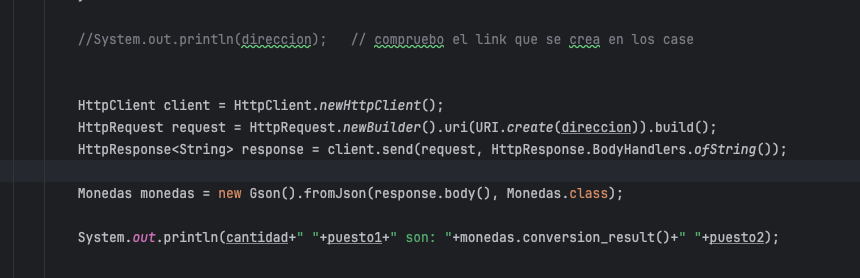 //System.out.println(direccion);   // compruebo el link que se crea en los case
HttpClient client = HttpClient.newHttpClient();
HttpRequest request = HttpRequest.newBuilder().uri(URI.create(direccion)).build();
HttpResponse<String> response = client.send(request, HttpResponse.BodyHandlers.ofString());
Monedas monedas = new Gson().fromJson(response.body(), Monedas.class);
System.out.println(cantidad+" "+puesto1+" son: "+monedas.conversion_result()+" "+puesto2);